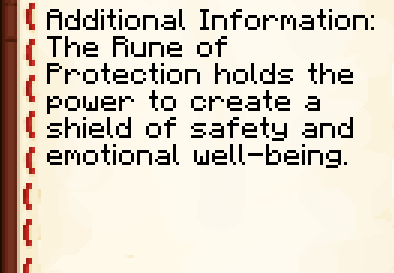 Additional Information:
The Rune of
Protection holds the
power to create a
shield of safety and
emotional well-being.